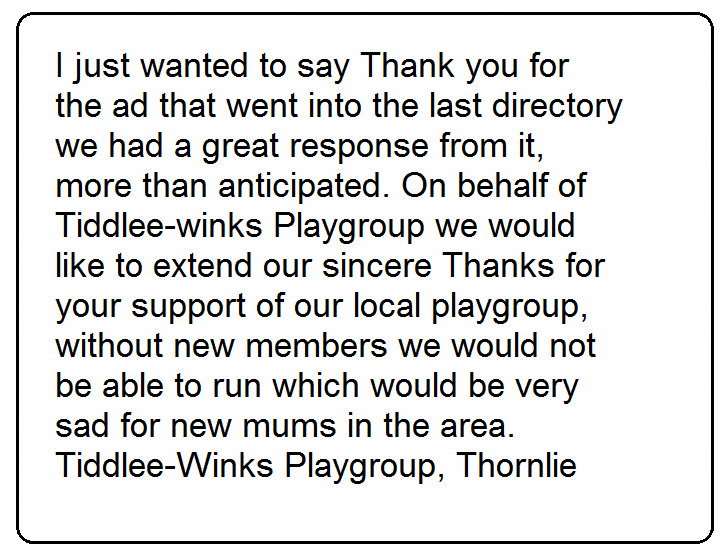 I just wanted to say Thank you for
the ad that went into the last directory
we had a great response from it,
more than anticipated. On behalf of
Tiddlee-winks Playgroup we would
like to extend our sincere Thanks for
your support of our local playgroup,
without new members we would not
be able to run which would be very
sad for new mums in the area.
Tiddlee-Winks Playgroup, Thornlie